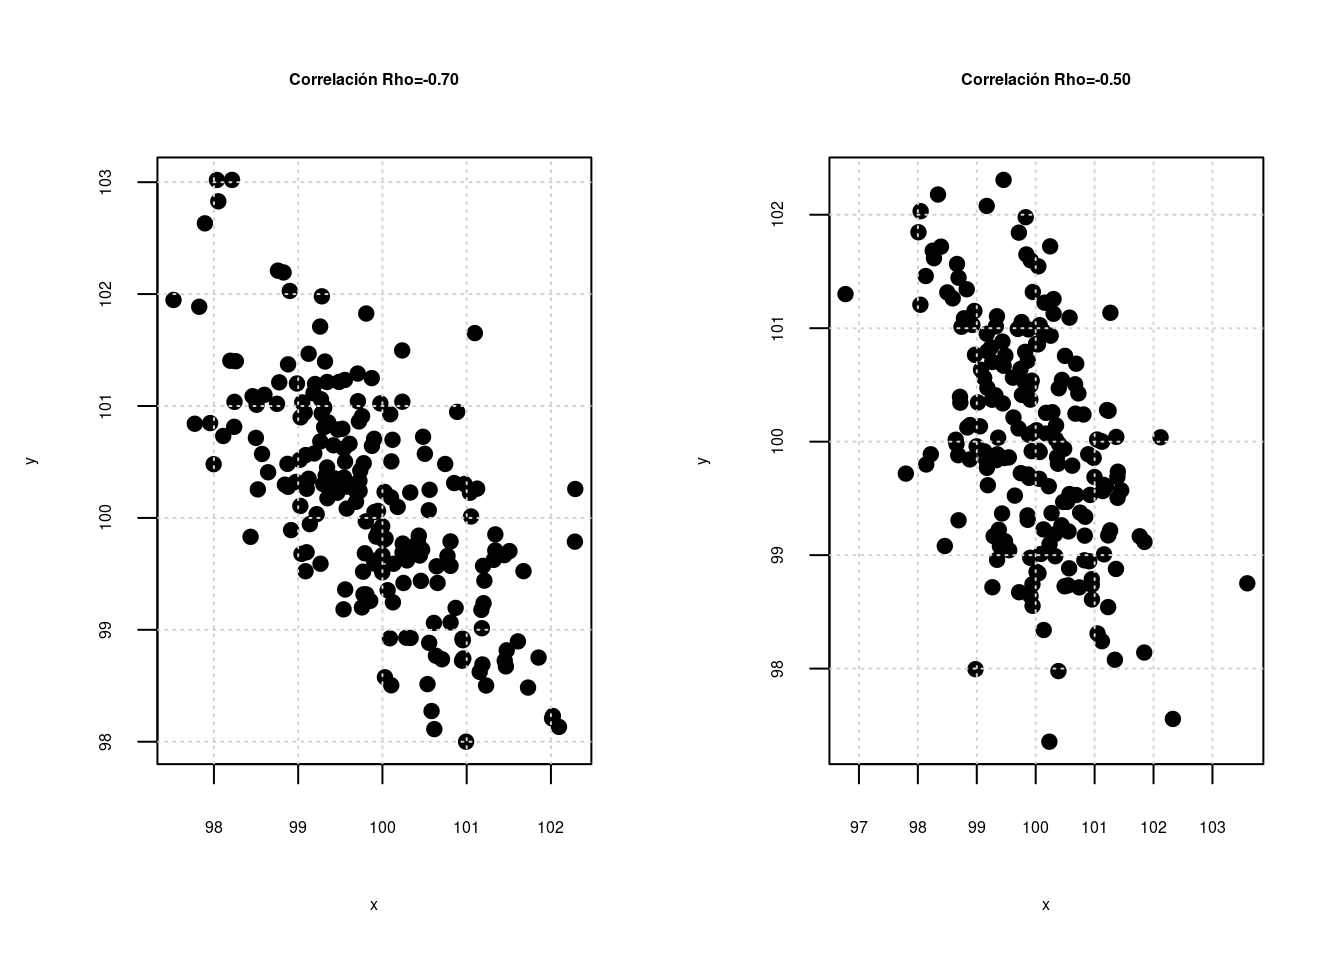 Correlación Rho=-0.70
y
103
102
101
100
99
98
98 99 100 101 102
x
Correlación Rho=-0.50
y
102
101
100
99
98
97 98 99 100 101 102 103
x